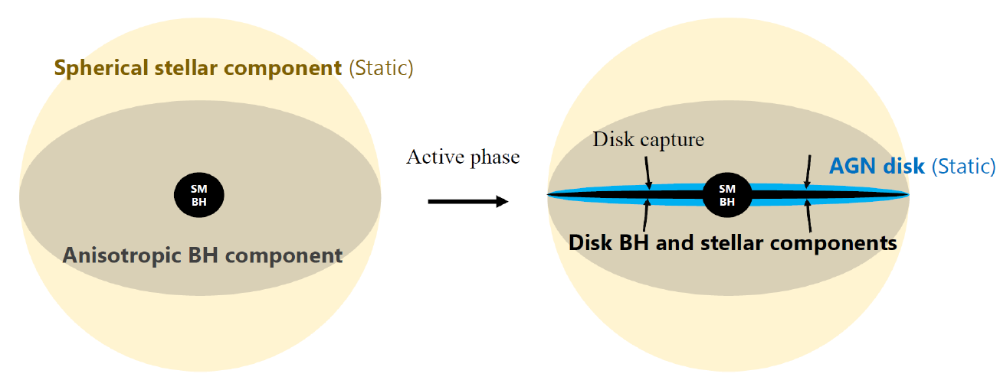 Spherical stellar component (Static)
SM
BH
Anisotropic BH component
Active phase
Disk capture
AGN disk (Static)
SM
BH
Disk BH and stellar components